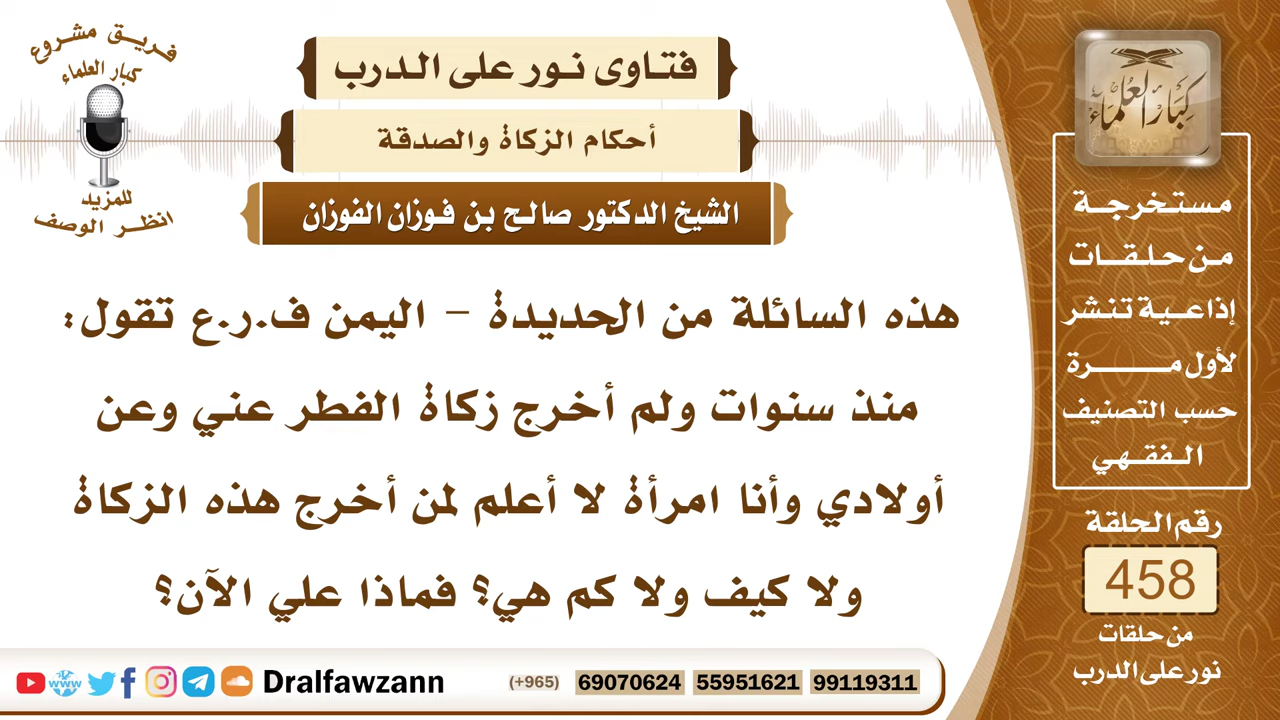 فريق مشروع
كبار العلماء
للمزيد
انظر الوصف
فتاوى نور على الدرب
أحكام الزكاة والصدقة
الشيخ الدكتور صالح بن فوزان الفوزان
هذه السائلة من الحديدة - اليمن ف.ر.ع تقول:
منذ سنوات ولم أخرج زكاة الفطر عني وعن
أولادي وأنا امرأة لا أعلم لمن أخرج هذه الزكاة
ولا كيف ولا كم هي؟ فماذا علي الآن؟
كبار العلماء
مستخرجة
من حلقات
إذاعية تنشر
لأول مرة
حسب التصنيف
الفقهي
رقم الحلقة
458
من حلقات
نور على الدرب
www Dralfawzann (+965) 69070624 55951621 99119311